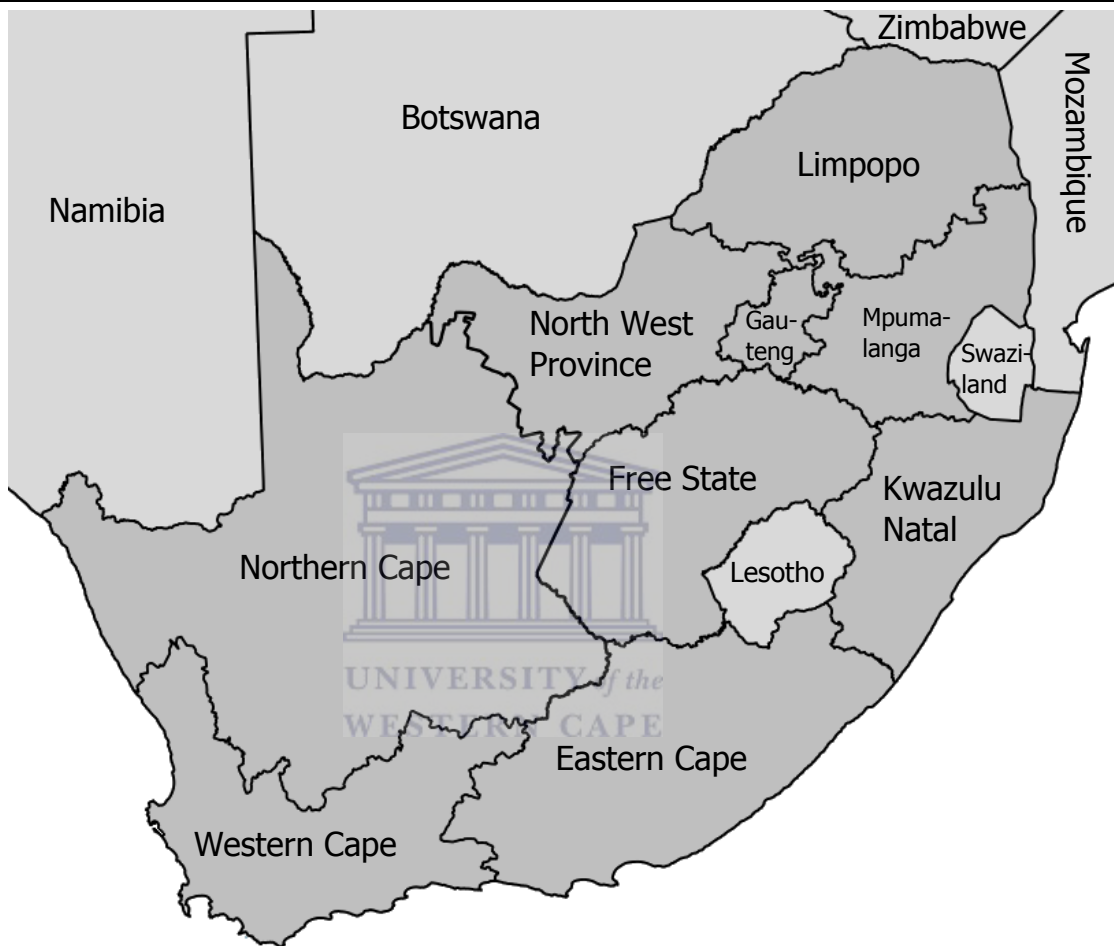 Zimbabwe
Mozambique
Botswana
Limpopo
Namibia
North West
Province
Gau-
teng
Mpuma-
langa
Swazi-
land
Free State
Kwazulu
Natal
Northern Cape
Lesotho
UNIVERSITY of the
WESTERN CAPE
Eastern Cape
Western Cape